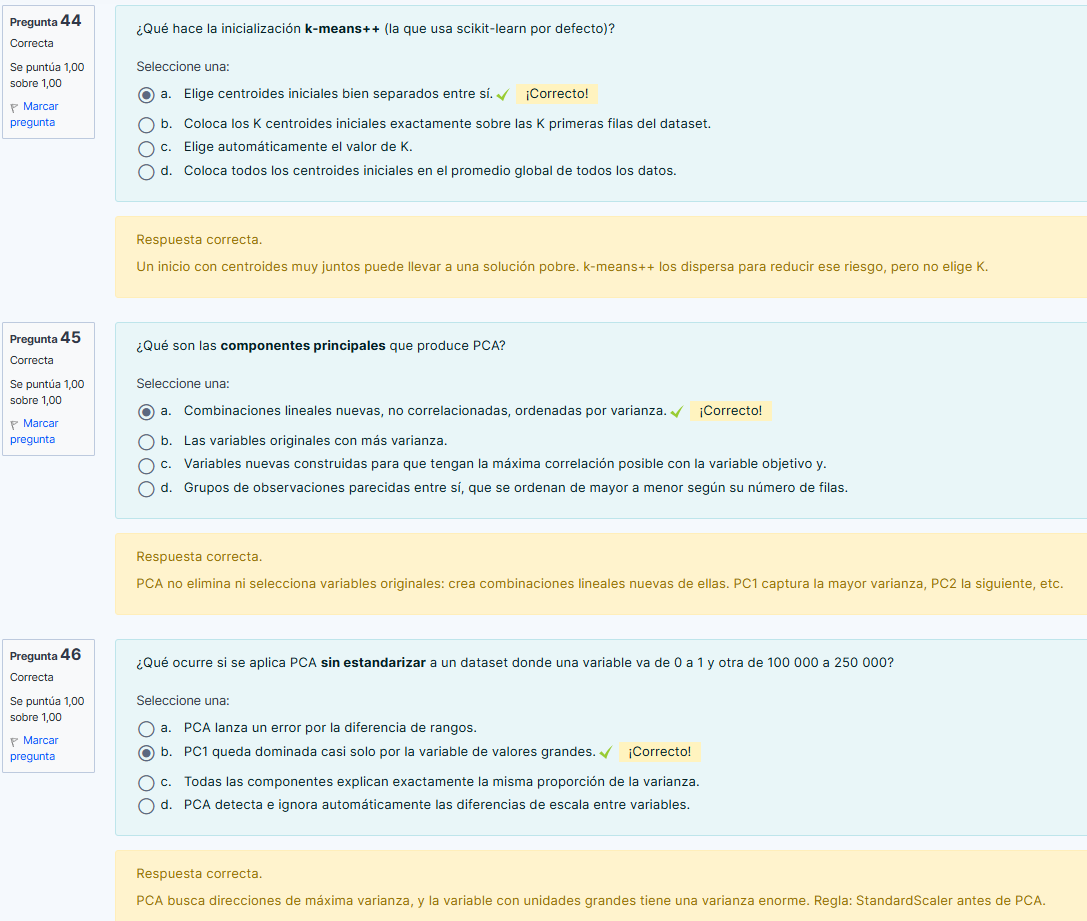 Pregunta 44
Correcta
Se puntúa 1,00
sobre 1,00
Marcar
pregunta
¿Qué hace la inicialización k-means++ (la que usa scikit-learn por defecto)?
Seleccione una:
a. Elige centroides iniciales bien separados entre sí. ¡Correcto!
b. Coloca los K centroides iniciales exactamente sobre las K primeras filas del dataset.
c. Elige automáticamente el valor de K.
d. Coloca todos los centroides iniciales en el promedio global de todos los datos.
Respuesta correcta.
Un inicio con centroides muy juntos puede llevar a una solución pobre. k-means++ los dispersa para reducir ese riesgo, pero no elige K.
Pregunta 45
Correcta
Se puntúa 1,00
sobre 1,00
Marcar
pregunta
¿Qué son las componentes principales que produce PCA?
Seleccione una:
a. Combinaciones lineales nuevas, no correlacionadas, ordenadas por varianza. ¡Correcto!
b. Las variables originales con más varianza.
c. Variables nuevas construidas para que tengan la máxima correlación posible con la variable objetivo y.
d. Grupos de observaciones parecidas entre sí, que se ordenan de mayor a menor según su número de filas.
Respuesta correcta.
PCA no elimina ni selecciona variables originales: crea combinaciones lineales nuevas de ellas. PC1 captura la mayor varianza, PC2 la siguiente, etc.
Pregunta 46
Correcta
Se puntúa 1,00
sobre 1,00
Marcar
pregunta
¿Qué ocurre si se aplica PCA sin estandarizar a un dataset donde una variable va de 0 a 1 y otra de 100 000 a 250 000?
Seleccione una:
a. PCA lanza un error por la diferencia de rangos.
b. PC1 queda dominada casi solo por la variable de valores grandes. ¡Correcto!
c. Todas las componentes explican exactamente la misma proporción de la varianza.
d. PCA detecta e ignora automáticamente las diferencias de escala entre variables.
Respuesta correcta.
PCA busca direcciones de máxima varianza, y la variable con unidades grandes tiene una varianza enorme. Regla: StandardScaler antes de PCA.